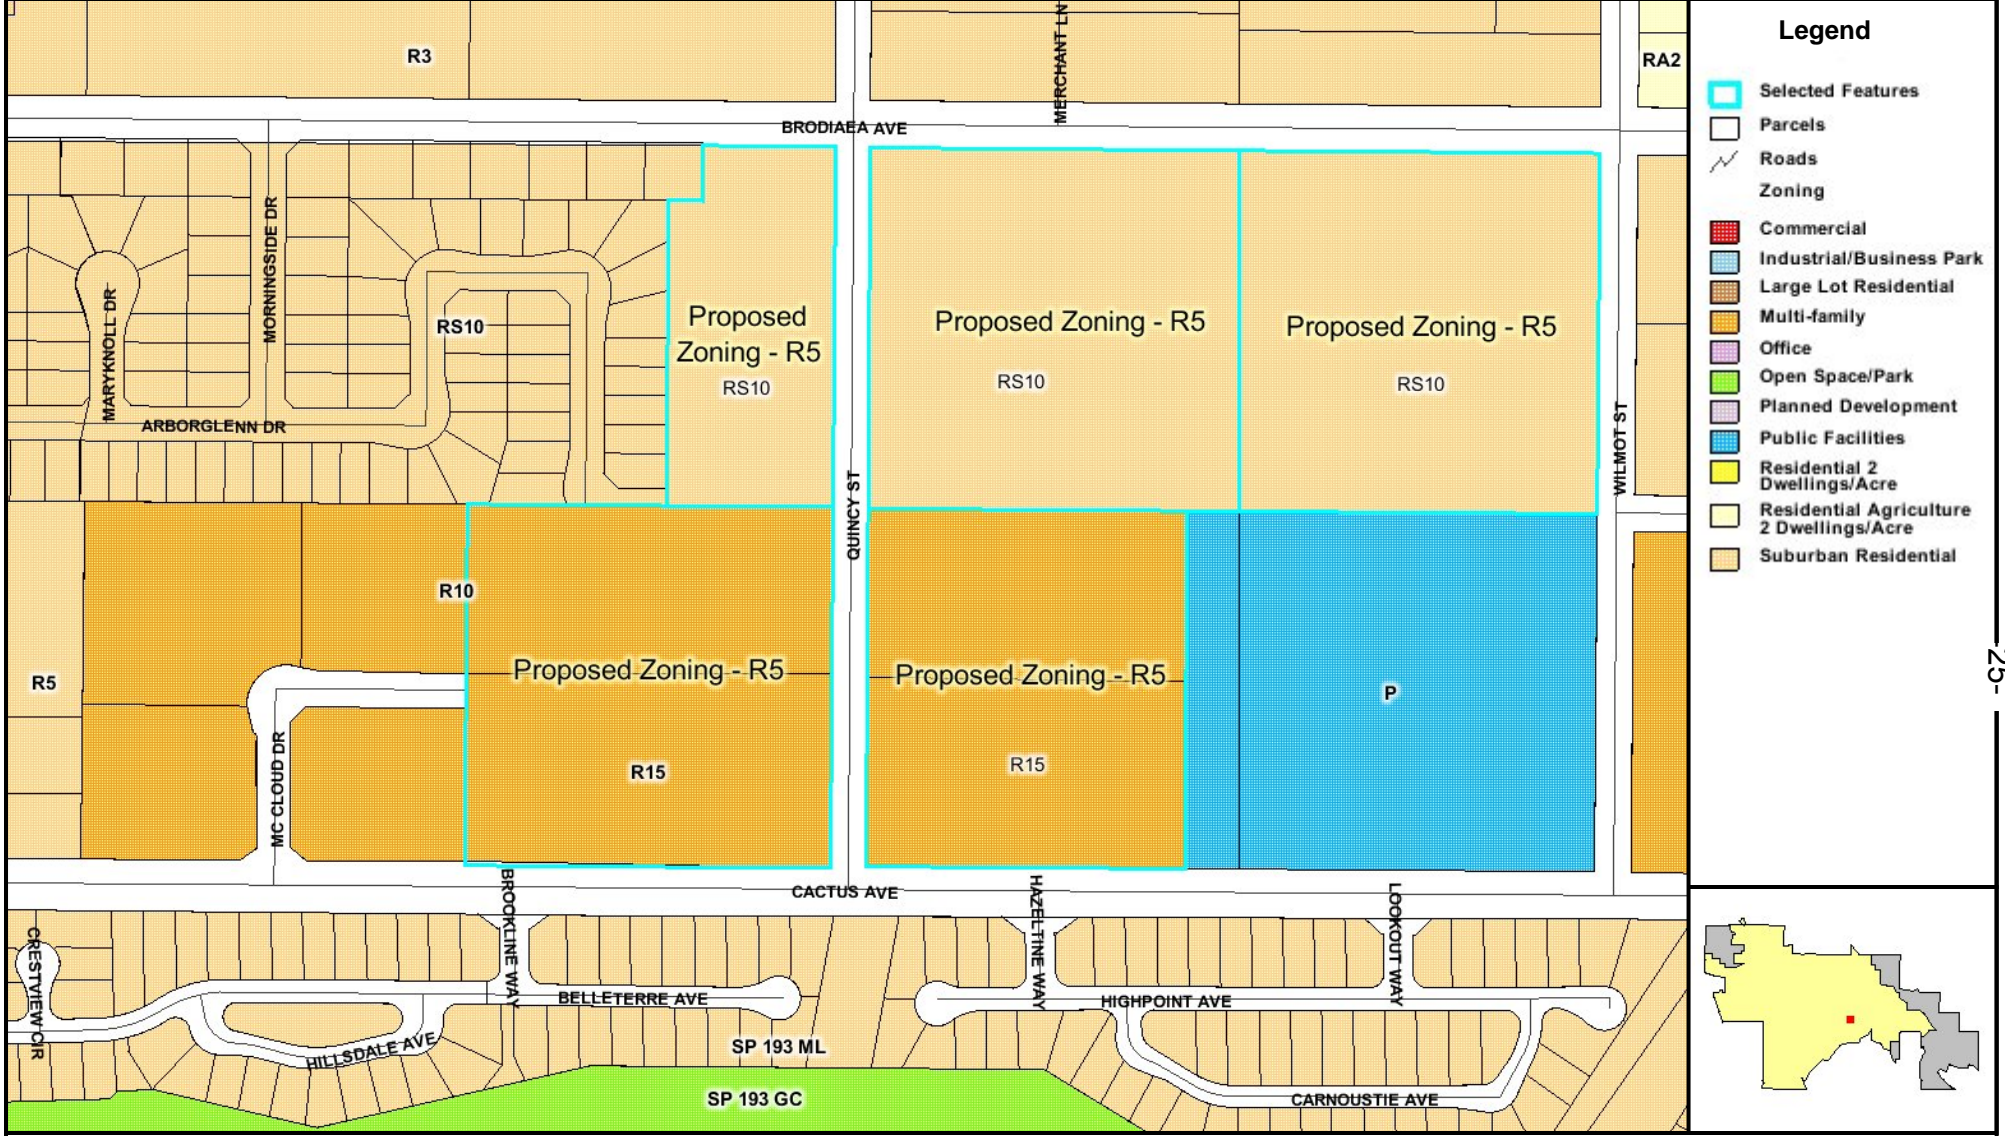 R3
MERCHANT LN
RA2
BRODIAEA AVE
MARYKNOLL DR
MORNINGSIDE DR
RS10
ARBORGLENN DR
Proposed
Zoning - R5
RS10
Proposed Zoning - R5
RS10
Proposed Zoning - R5
RS10
QUINCY ST
WILMOT ST
R5
R10
MC CLOUD DR
Proposed Zoning - R5
R15
Proposed Zoning - R5
R15
P
CACTUS AVE
CRESTVIEW CIR
BROOKLINE WAY
HAZELTINE WAY
LOOKOUT WAY
BELLETERRE AVE
HIGHPOINT AVE
HILLSDALE AVE
SP 193 ML
SP 193 GC
CARNOUSTIE AVE
Legend
Selected Features
Parcels
Roads
Zoning
Commercial
Industrial/Business Park
Large Lot Residential
Multi-family
Office
Open Space/Park
Planned Development
Public Facilities
Residential 2
Dwellings/Acre
Residential Agriculture
2 Dwellings/Acre
Suburban Residential
-25-